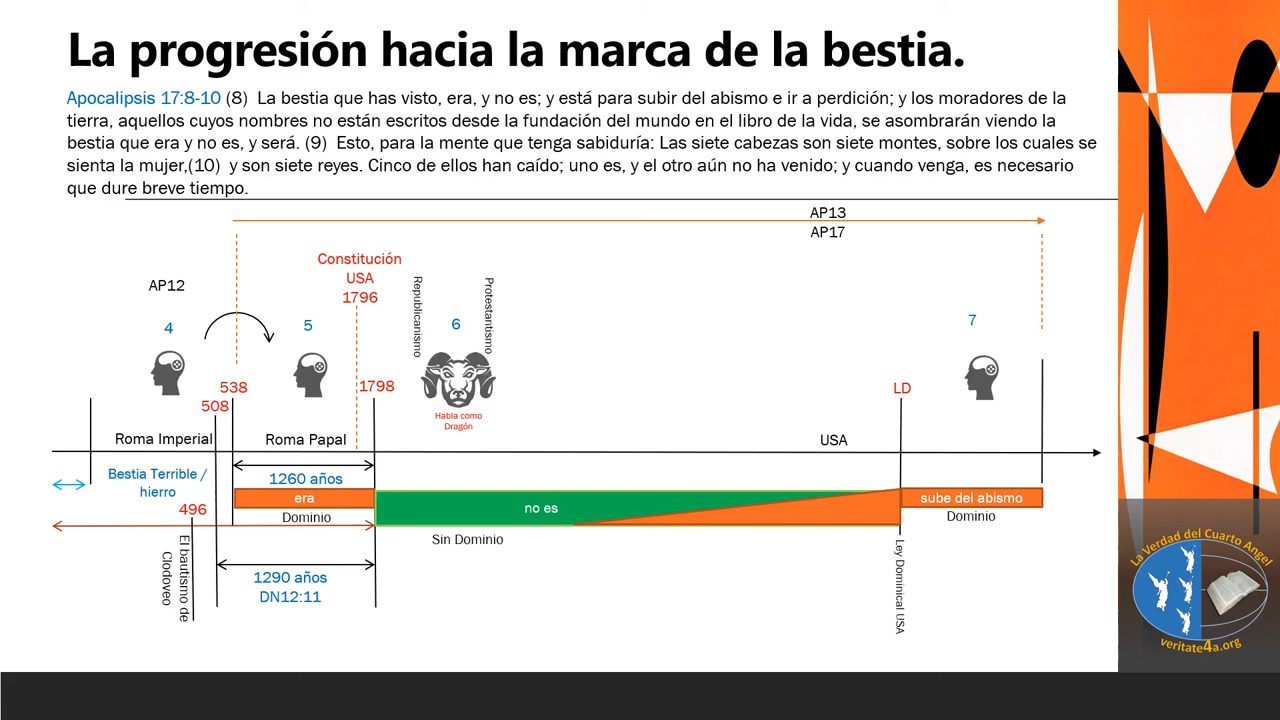 La progresión hacia la marca de la bestia.
Apocalipsis 17:8-10 (8)  La bestia que has visto, era, y no es; y está para subir del abismo e ir a perdición; y los moradores de la
tierra, aquellos cuyos nombres no están escritos desde la fundación del mundo en el libro de la vida, se asombrarán viendo la
bestia que era y no es, y será. (9)  Esto, para la mente que tenga sabiduría: Las siete cabezas son siete montes, sobre los cuales se
sienta la mujer,(10)  y son siete reyes. Cinco de ellos han caído; uno es, y el otro aún no ha venido; y cuando venga, es necesario
que dure breve tiempo.
AP13
AP17
Constitución
USA
1796
AP12
Republicanismo
Protestantismo
4
5
6
7
538
508
1798
LD
Habla como
Dragón
Roma Imperial
Roma Papal
USA
Bestia Terrible /
hierro
1260 años
era
no es
sube del abismo
496
Dominio
Dominio
Sin Dominio
El bautismo de
Clodoveo
1290 años
DN12:11
Ley Dominical USA
La Verdad del Cuarto Angel
veritate4a.org